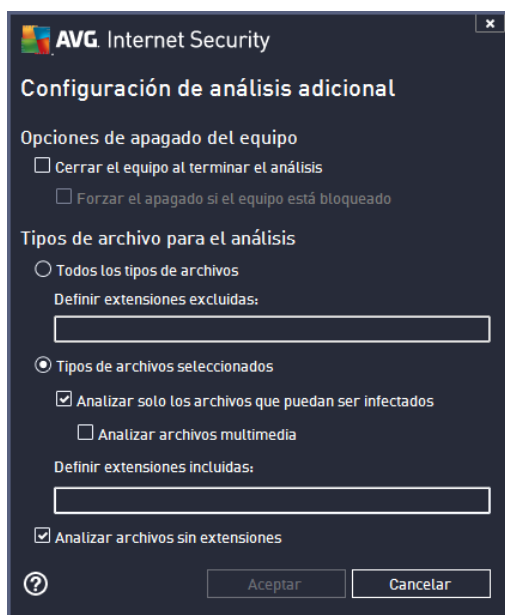 AVG. Internet Security
Configuración de análisis adicional
Opciones de apagado del equipo
Cerrar el equipo al terminar el análisis
Forzar el apagado si el equipo está bloqueado
Tipos de archivo para el análisis
Todos los tipos de archivos
Definir extensiones excluidas:
Tipos de archivos seleccionados
Analizar solo los archivos que puedan ser infectados
Analizar archivos multimedia
Definir extensiones incluidas:
Analizar archivos sin extensiones
Aceptar
Cancelar